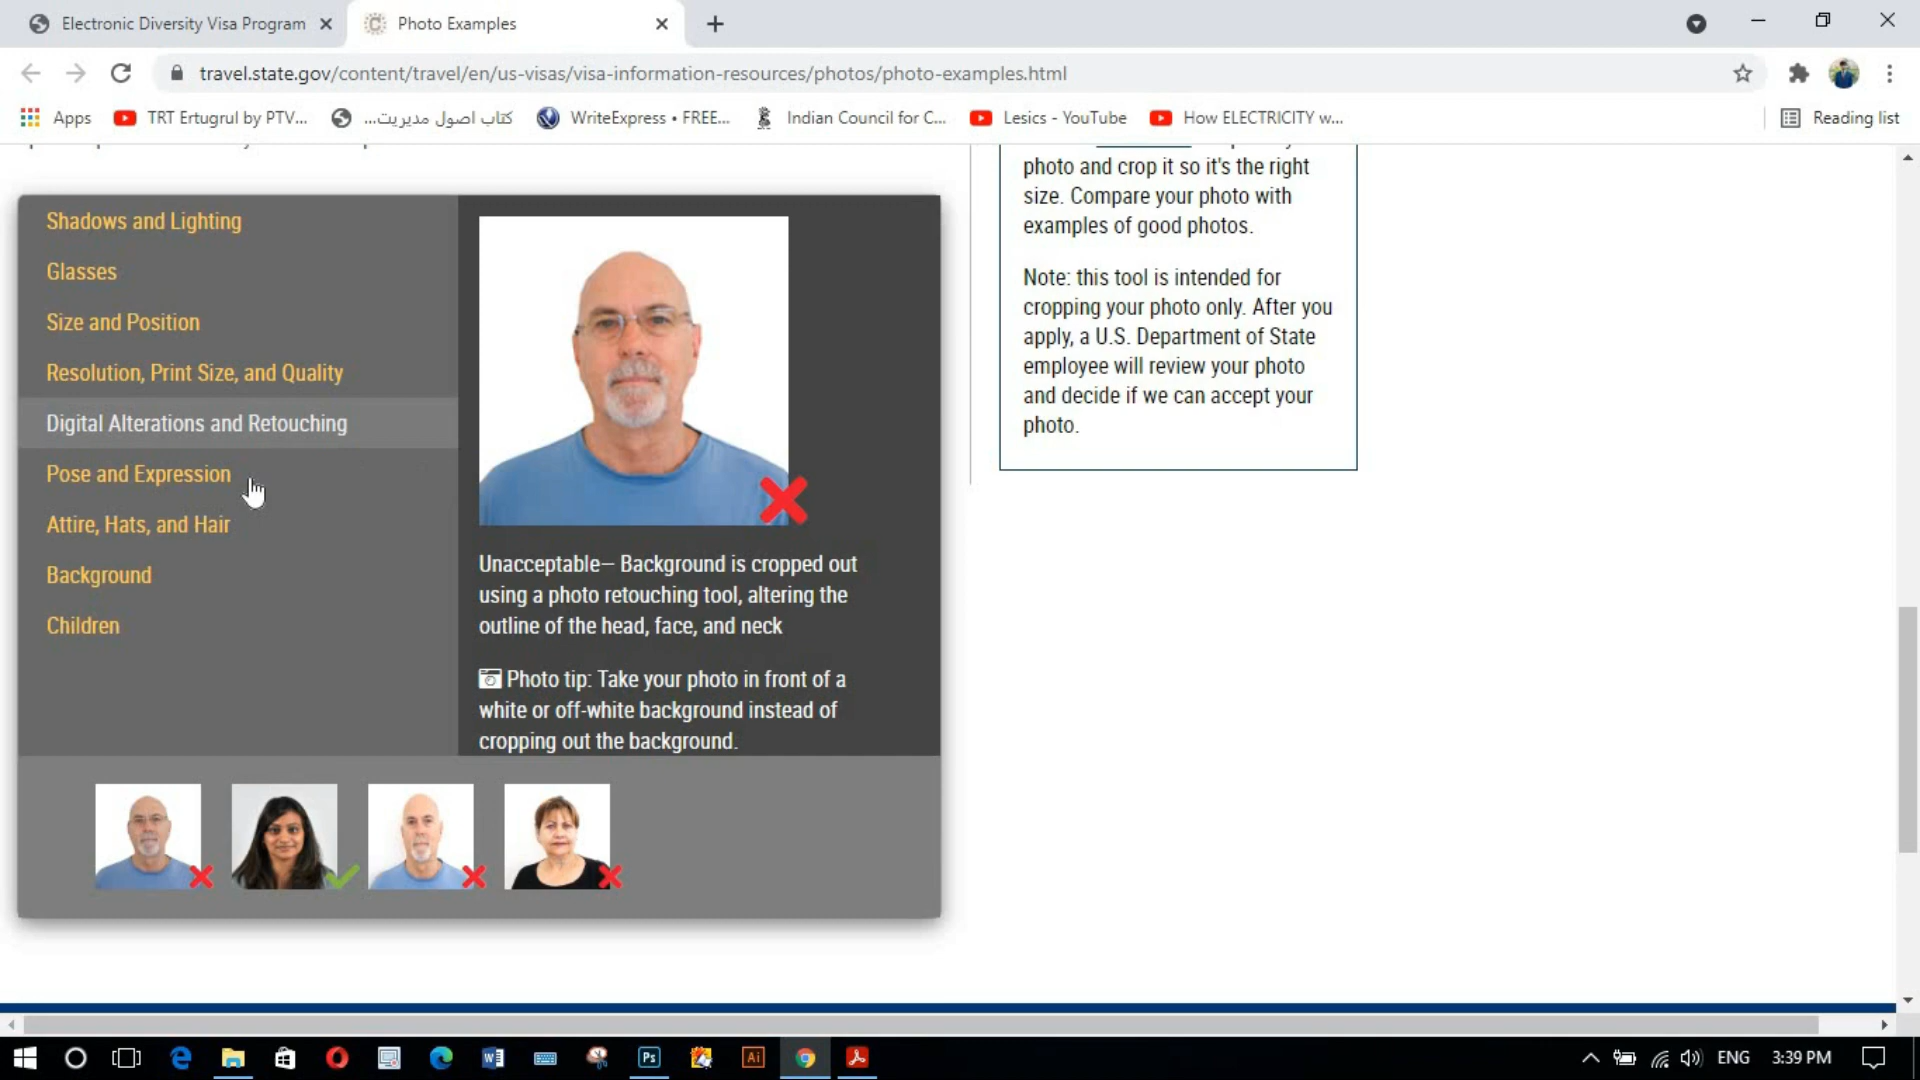 Electronic Diversity Visa Program
Photo Examples
travel.state.gov/content/travel/en/us-visas/visa-information-resources/photos/photo-examples.html
Apps
TRT Ertugrul by PTV...
کتاب اصول مدیریت...
WriteExpress • FREE...
Indian Council for C...
Lesics - YouTube
How ELECTRICITY w...
Reading list
Shadows and Lighting
Glasses
Size and Position
Resolution, Print Size, and Quality
Digital Alterations and Retouching
Pose and Expression
Attire, Hats, and Hair
Background
Children
Unacceptable— Background is cropped out
using a photo retouching tool, altering the
outline of the head, face, and neck
Photo tip: Take your photo in front of a
white or off-white background instead of
cropping out the background.
photo and crop it so it's the right
size. Compare your photo with
examples of good photos.
Note: this tool is intended for
cropping your photo only. After you
apply, a U.S. Department of State
employee will review your photo
and decide if we can accept your
photo.
Ps
Ai
ENG
3:39 PM